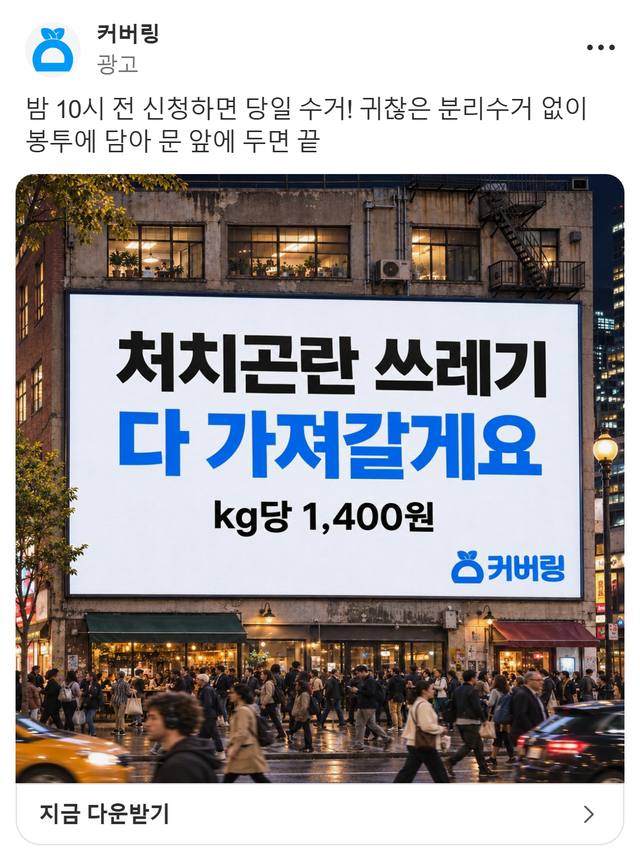 커버링
광고
밤 10시 전 신청하면 당일 수거! 귀찮은 분리수거 없이
봉투에 담아 문 앞에 두면 끝
처치곤란 쓰레기
다 가져갈게요
kg당 1,400원
커버링
지금 다운받기